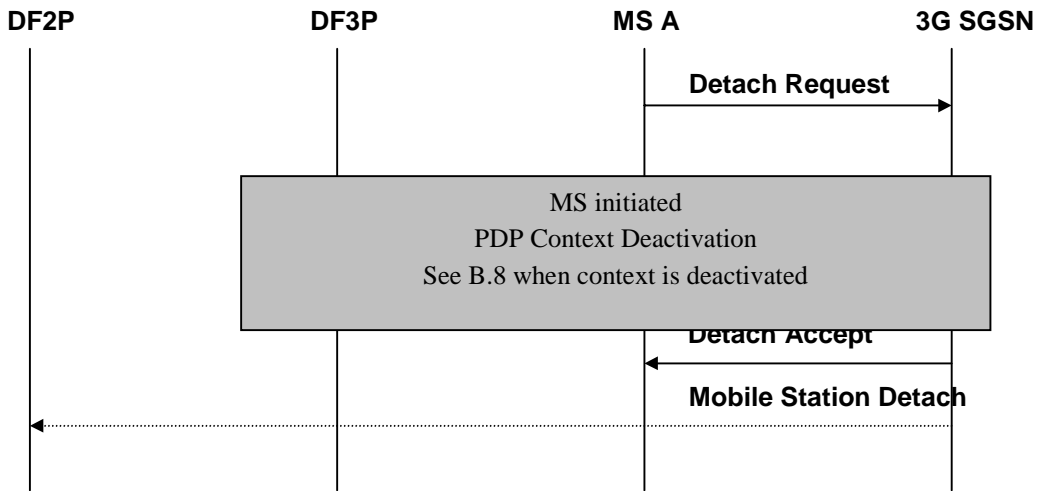 DF2P DF3P MS A 3G SGSN
Detach Request
MS initiated
PDP Context Deactivation
See B.8 when context is deactivated
Detach Accept
Mobile Station Detach